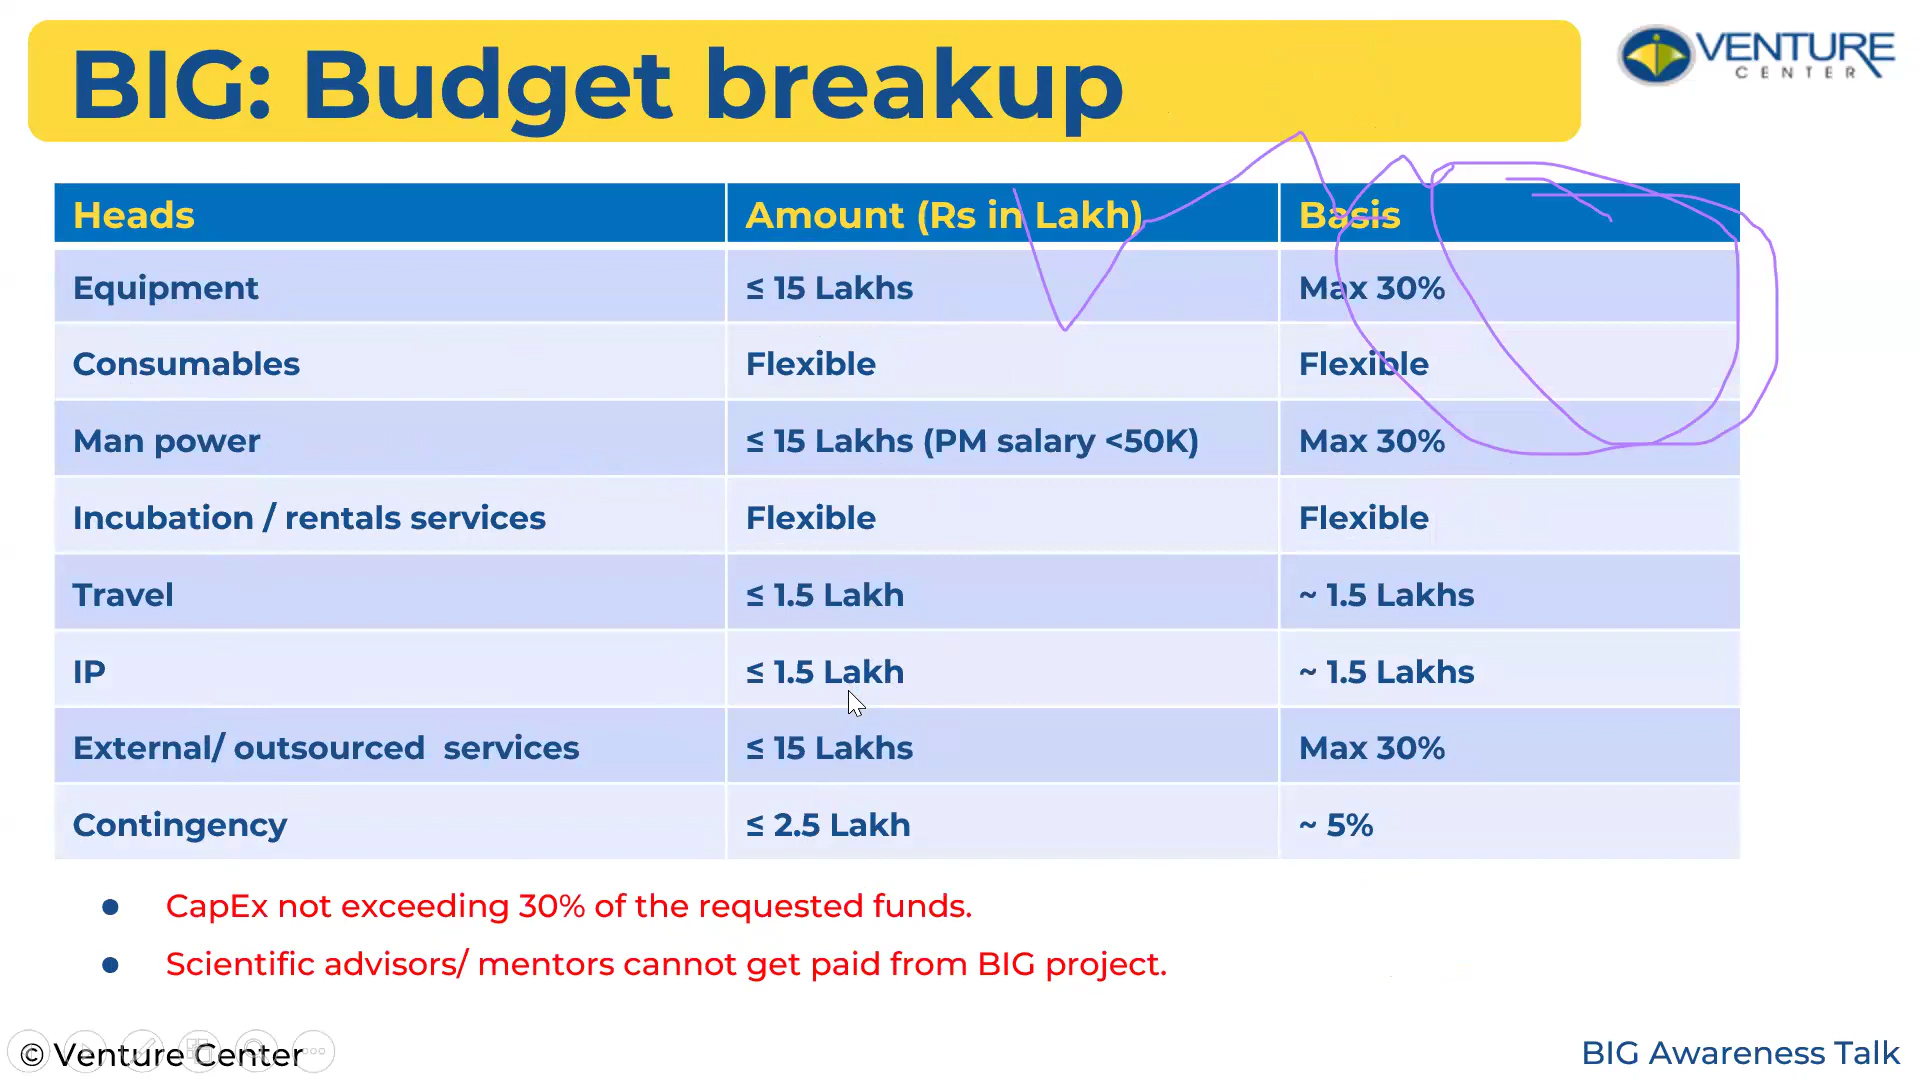 BIG: Budget breakup
VENTURE
CENTER
Heads Amount (Rs in Lakh) Basis
Equipment ≤ 15 Lakhs Max 30%
Consumables Flexible Flexible
Man power ≤ 15 Lakhs (PM salary <50K) Max 30%
Incubation / rentals services Flexible Flexible
Travel ≤ 1.5 Lakh ~ 1.5 Lakhs
IP ≤ 1.5 Lakh ~ 1.5 Lakhs
External/ outsourced services ≤ 15 Lakhs Max 30%
Contingency ≤ 2.5 Lakh ~ 5%
● CapEx not exceeding 30% of the requested funds.
● Scientific advisors/ mentors cannot get paid from BIG project.
© Venture Center BIG Awareness Talk